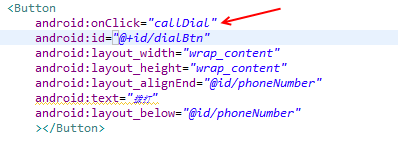 <Button
android:onClick="callDial"
android:id="@+id/dialBtn"
android:layout_width="wrap_content"
android:layout_height="wrap_content"
android:layout_alignEnd="@id/phoneNumber"
android:text="拨打"
android:layout_below="@id/phoneNumber"
></Button>